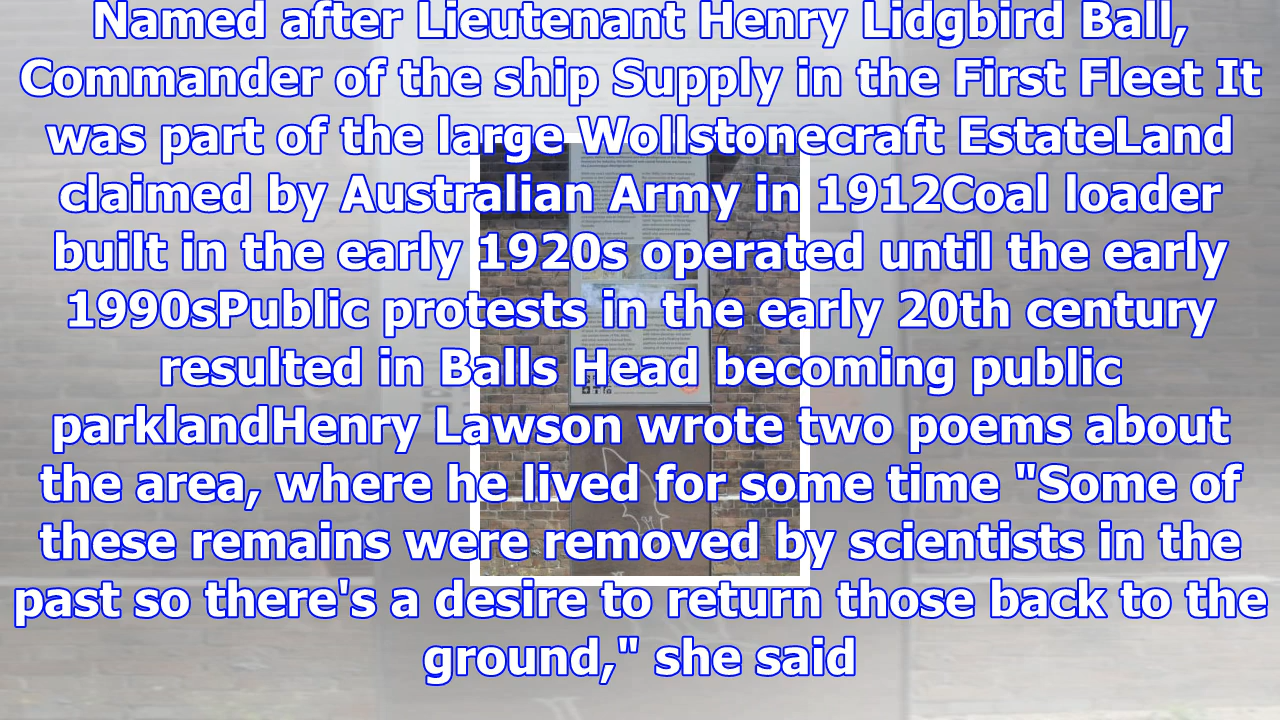 Named after Lieutenant Henry Lidgbird Ball,
Commander of the ship Supply in the First Fleet It
was part of the large Wollstonecraft EstateLand
claimed by Australian Army in 1912Coal loader
built in the early 1920s operated until the early
1990sPublic protests in the early 20th century
resulted in Balls Head becoming public
parklandHenry Lawson wrote two poems about
the area, where he lived for some time "Some of
these remains were removed by scientists in the
past so there's a desire to return those back to the
ground," she said